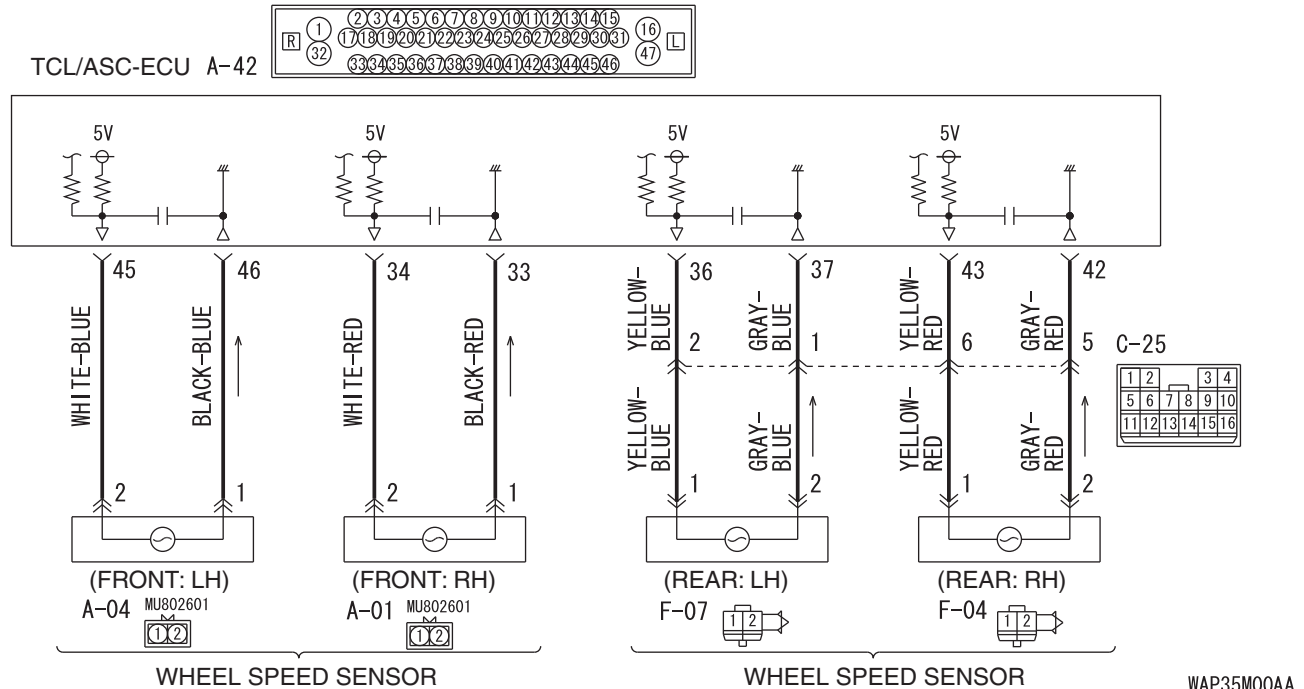 TCL/ASC-ECU A-42
R 1 2 3 4 5 6 7 8 9 10 11 12 13 14 15 16 L
17 18 19 20 21 22 23 24 25 26 27 28 29 30 31
32 33 34 35 36 37 38 39 40 41 42 43 44 45 46 47
5V 5V 5V 5V
45 46 34 33 36 37 43 42
WHITE-BLUE
BLACK-BLUE
WHITE-RED
BLACK-RED
YELLOW-
BLUE
GRAY-
BLUE
YELLOW-
RED
GRAY-
RED
2 1 6 5
C-25
1 2 3 4
5 6 7 8 9 10
11 12 13 14 15 16
YELLOW-
BLUE
GRAY-
BLUE
YELLOW-
RED
GRAY-
RED
2 1 2 1 1 2 1 2
(FRONT: LH) (FRONT: RH) (REAR: LH) (REAR: RH)
A-04 MU802601
1 2
A-01 MU802601
1 2
F-07
1 2
F-04
1 2
WHEEL SPEED SENSOR WHEEL SPEED SENSOR
WAP35M00AA